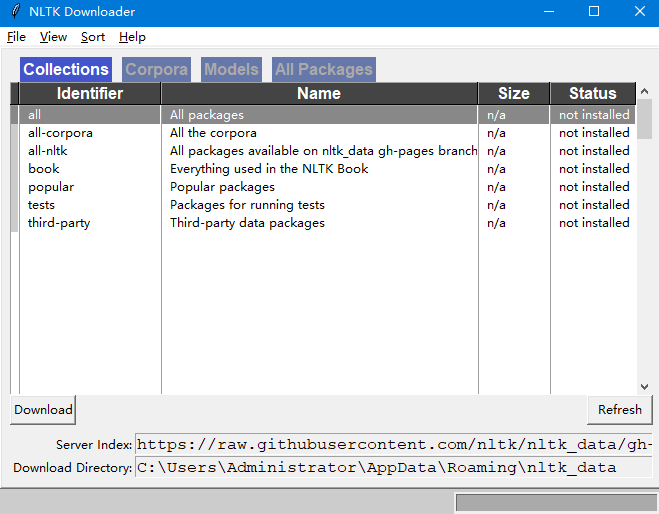 NLTK Downloader
File View Sort Help
Collections Corpora Models All Packages
Identifier Name Size Status
all All packages n/a not installed
all-corpora All the corpora n/a not installed
all-nltk All packages available on nltk_data gh-pages branch n/a not installed
book Everything used in the NLTK Book n/a not installed
popular Popular packages n/a not installed
tests Packages for running tests n/a not installed
third-party Third-party data packages n/a not installed
Download Refresh
Server Index: https://raw.githubusercontent.com/nltk/nltk_data/gh-
Download Directory: C:\Users\Administrator\AppData\Roaming\nltk_data